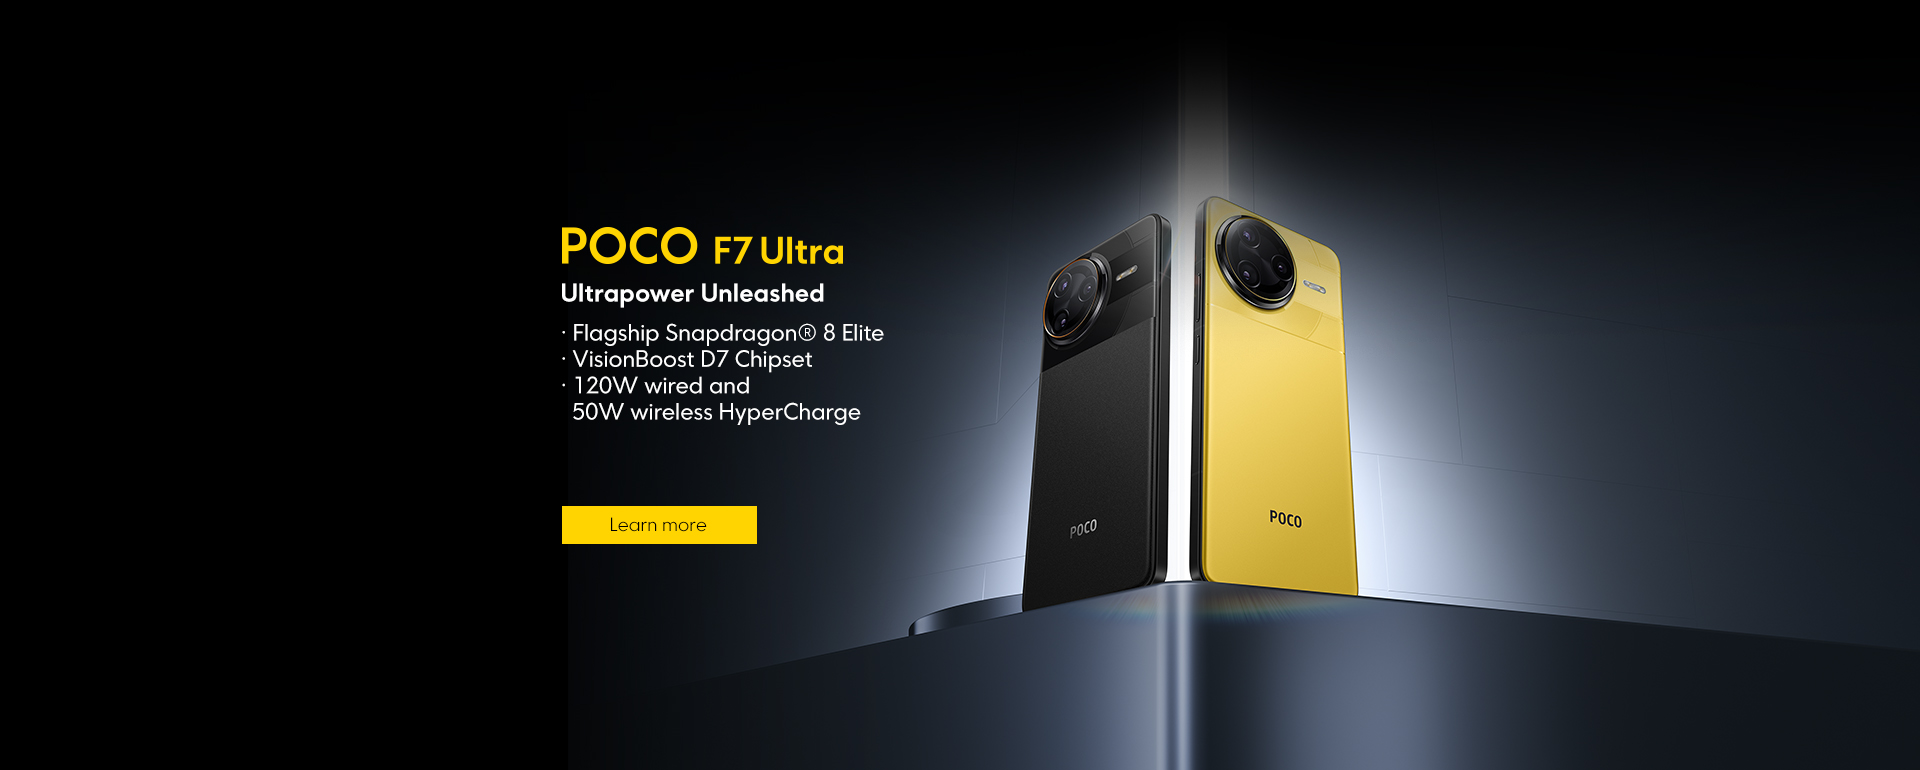 POCO F7 Ultra
Ultrapower Unleashed
· Flagship Snapdragon® 8 Elite
· VisionBoost D7 Chipset
· 120W wired and
50W wireless HyperCharge
Learn more
POCO
POCO